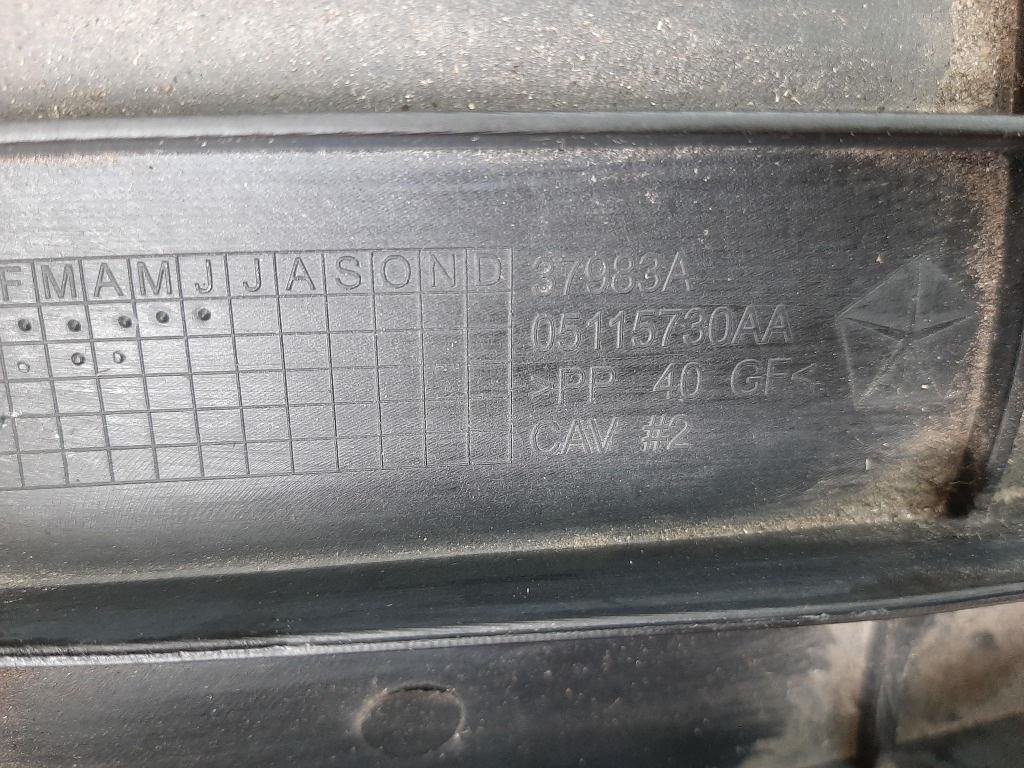 F M A M J J A S O N D
37983A
05115730AA
>PP 40 GF<
CAV #2